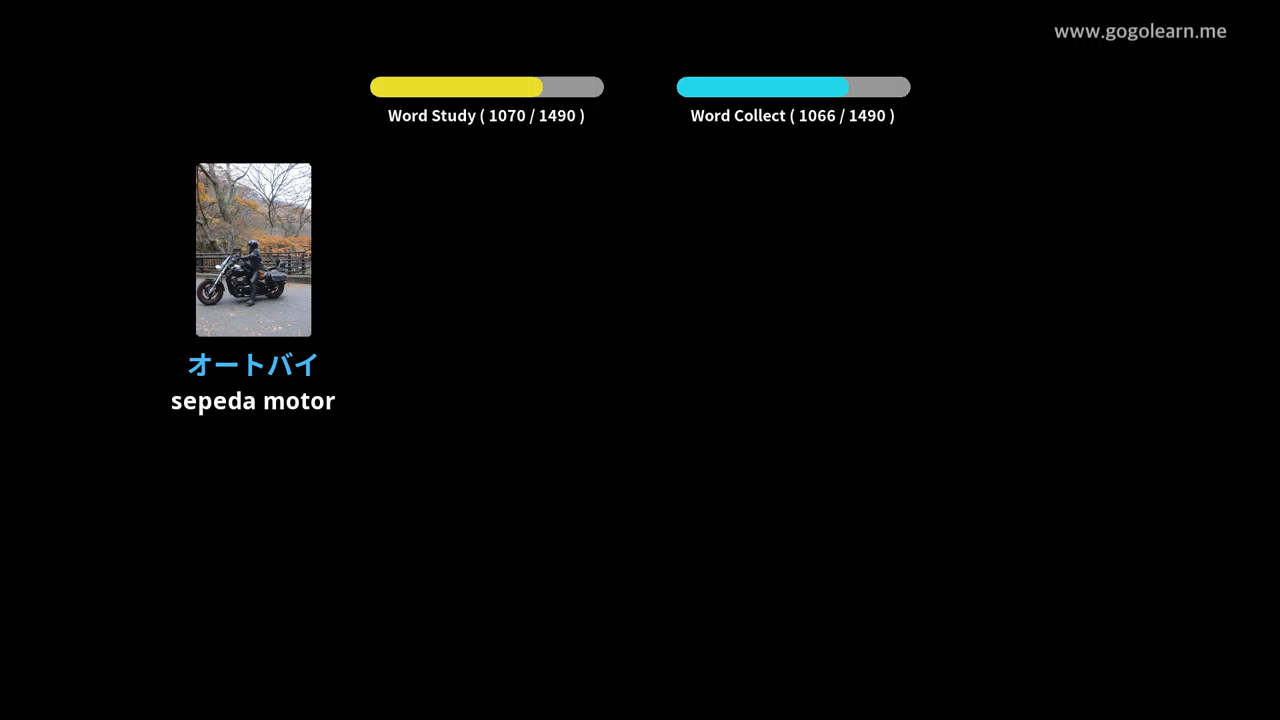 www.gogolearn.me
Word Study ( 1070 / 1490 )
Word Collect ( 1066 / 1490 )
オートバイ
sepeda motor